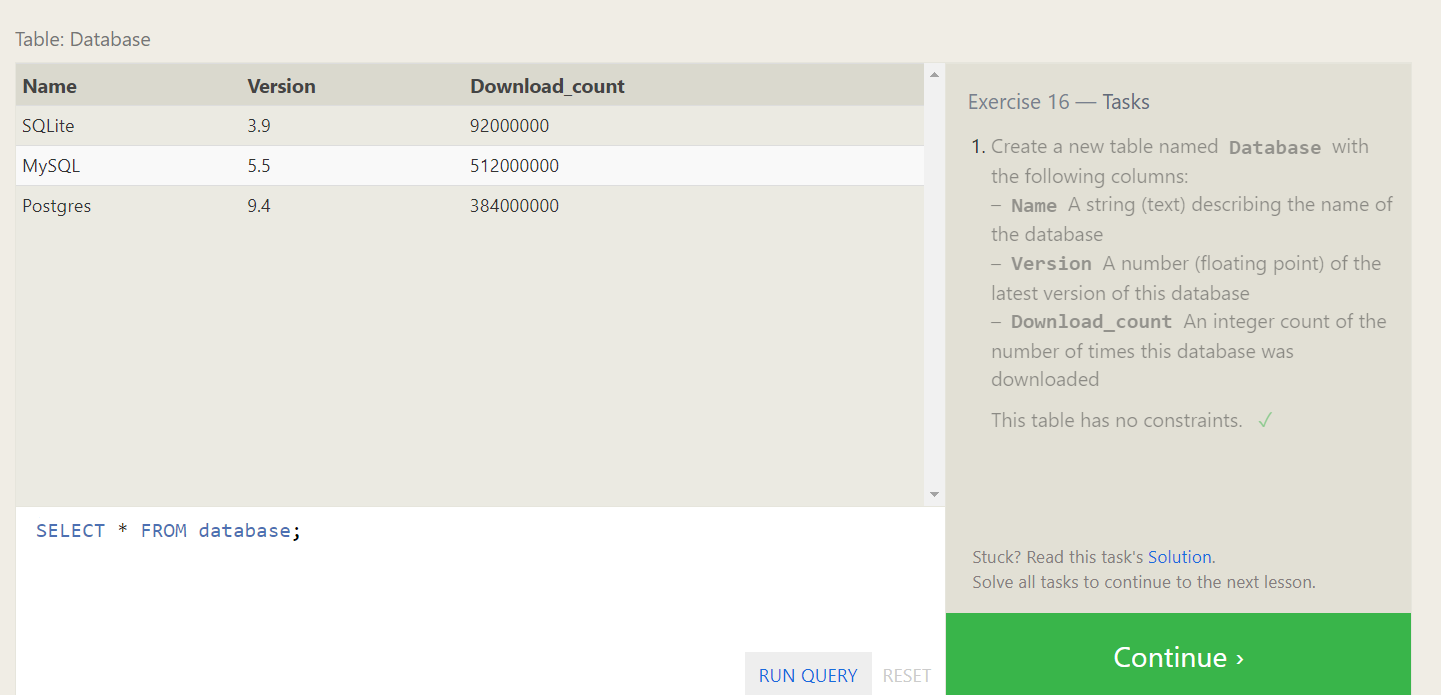 Table: Database
Name Version Download_count
SQLite 3.9 92000000
MySQL 5.5 512000000
Postgres 9.4 384000000
SELECT * FROM database;
RUN QUERY RESET
Exercise 16 — Tasks
1. Create a new table named Database with
the following columns:
– Name A string (text) describing the name of
the database
– Version A number (floating point) of the
latest version of this database
– Download_count An integer count of the
number of times this database was
downloaded
This table has no constraints. ✓
Stuck? Read this task's Solution.
Solve all tasks to continue to the next lesson.
Continue ›